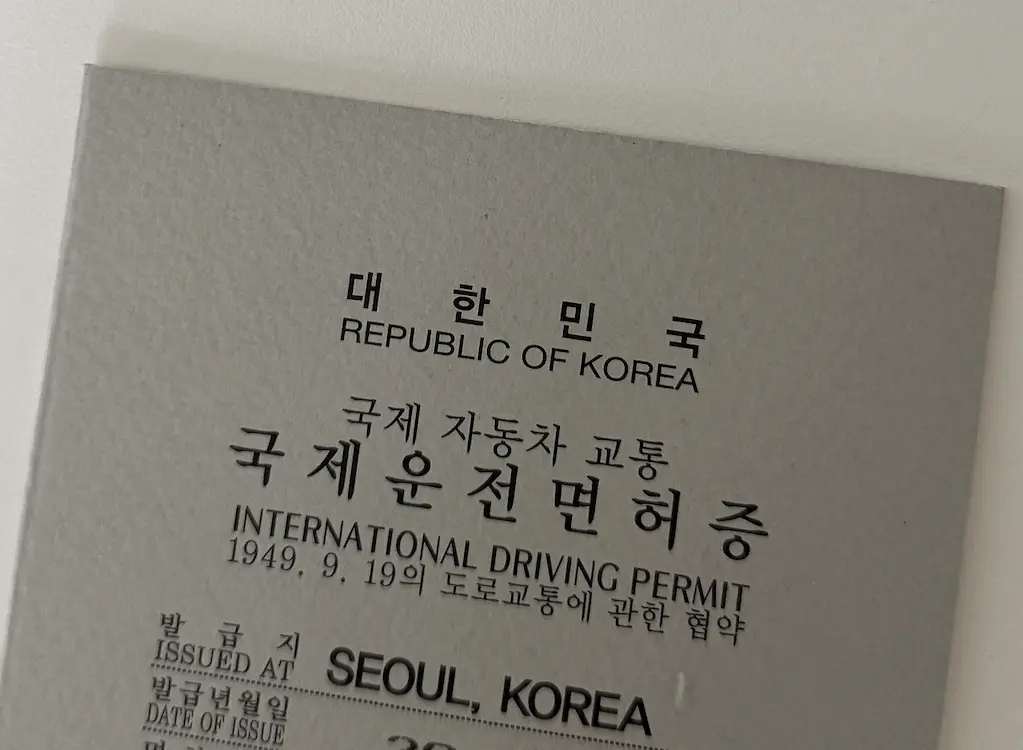 대 한 민 국
REPUBLIC OF KOREA
국제 자동차 교통
국 제 운 전 면 허 증
INTERNATIONAL DRIVING PERMIT
1949. 9. 19의 도로교통에 관한 협약
발 급 지
ISSUED AT SEOUL, KOREA
발급년월일
DATE OF ISSUE